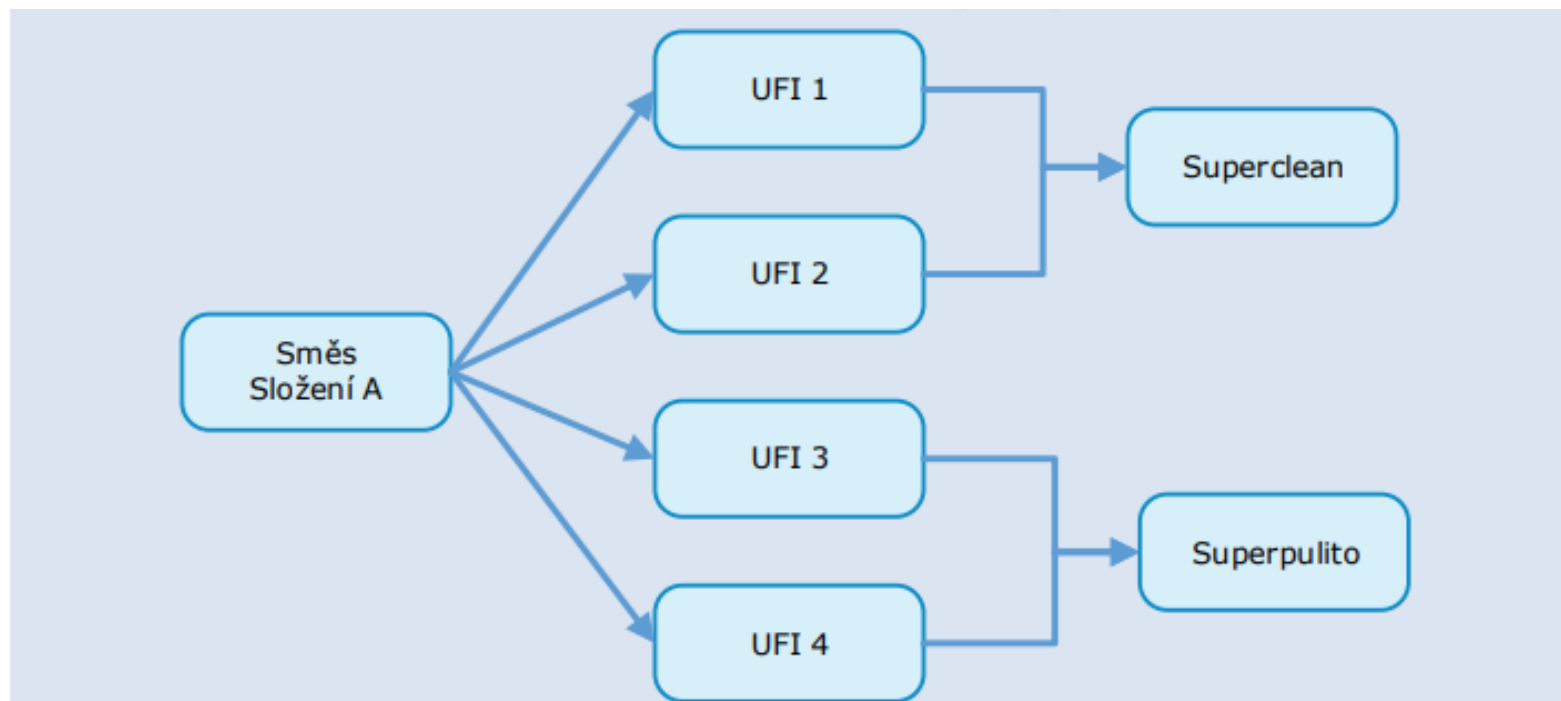 UFI 1
Superclean
UFI 2
Směs
Složení A
UFI 3
Superpulito
UFI 4